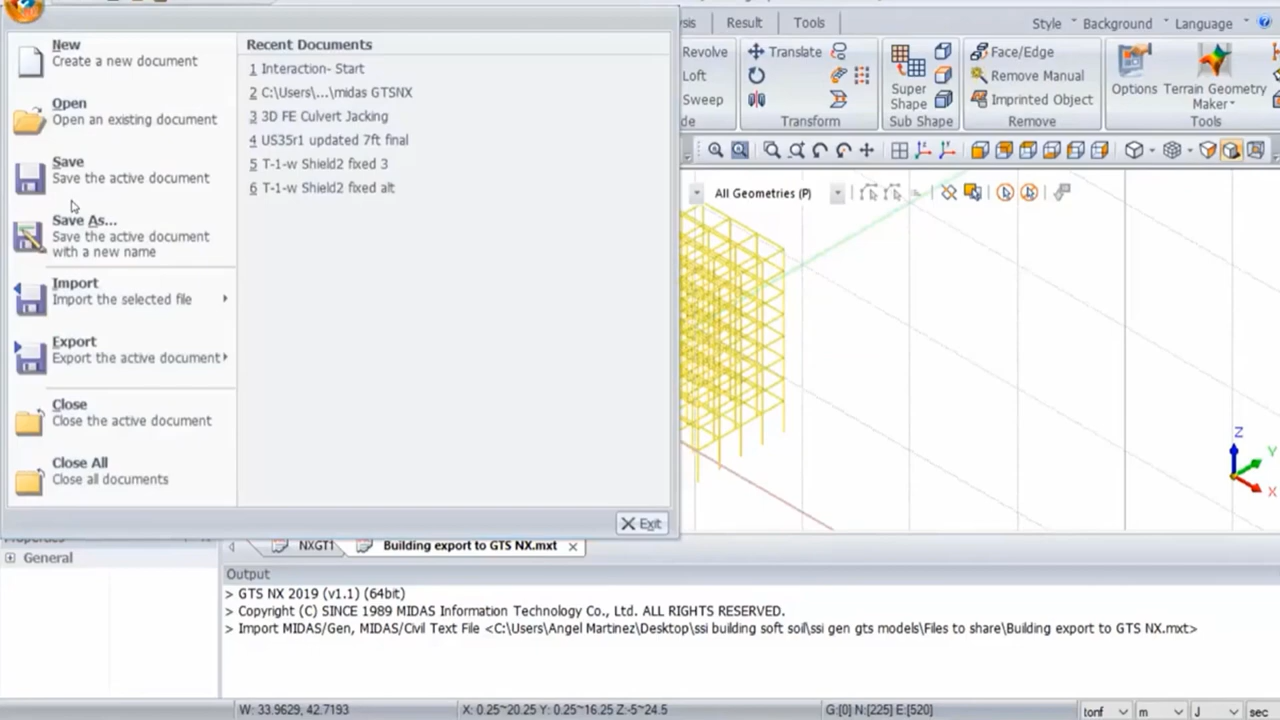 sis
Result
Tools
Style
Background
Language
New
Create a new document
Open
Open an existing document
Save
Save the active document
Save As...
Save the active document
with a new name
Import
Import the selected file
Export
Export the active document
Close
Close the active document
Close All
Close all documents
Recent Documents
1 Interaction- Start
2 C:\Users\...\midas GTSNX
3 3D FE Culvert Jacking
4 US35r1 updated 7ft final
5 T-1-w Shield2 fixed 3
6 T-1-w Shield2 fixed alt
Exit
Revolve
Loft
Sweep
de
Translate
Transform
Super
Shape
Sub Shape
Face/Edge
Remove Manual
Imprinted Object
Remove
Options
Terrain Geometry
Maker
Tools
All Geometries (P)
Z
Y
X
General
NXGT1
Building export to GTS NX.mxt
Output
> GTS NX 2019 (v1.1) (64bit)
> Copyright (C) SINCE 1989 MIDAS Information Technology Co., Ltd. ALL RIGHTS RESERVED.
> Import MIDAS/Gen, MIDAS/Civil Text File <C:\Users\Angel Martinez\Desktop\ssi building soft soil\ssi gen gts models\Files to share\Building export to GTS NX.mxt>
W: 33.9629, 42.7193
X: 0.25~20.25 Y: 0.25~16.25 Z:-5~24.5
G:[0] N:[225] E:[520]
tonf
m
J
sec